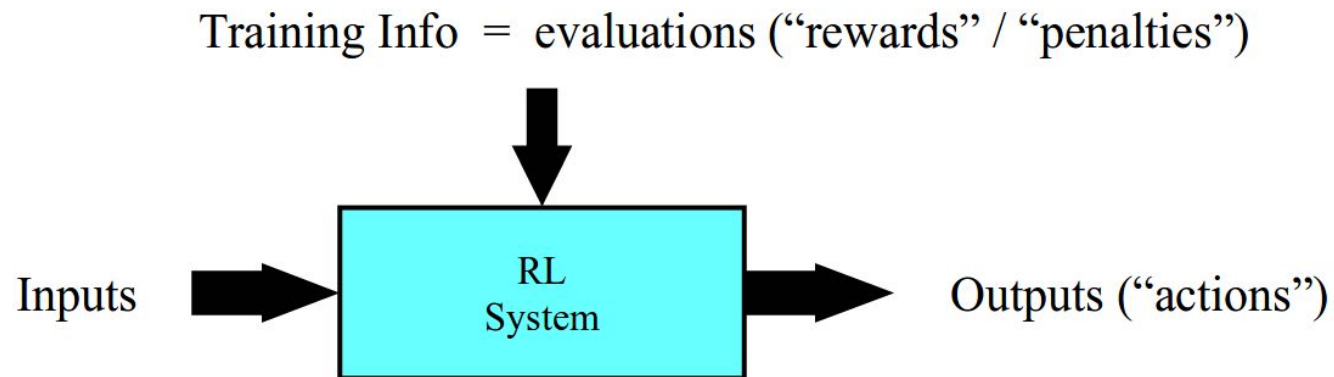 Training Info = evaluations (“rewards” / “penalties”)
RL
System
Inputs
Outputs (“actions”)